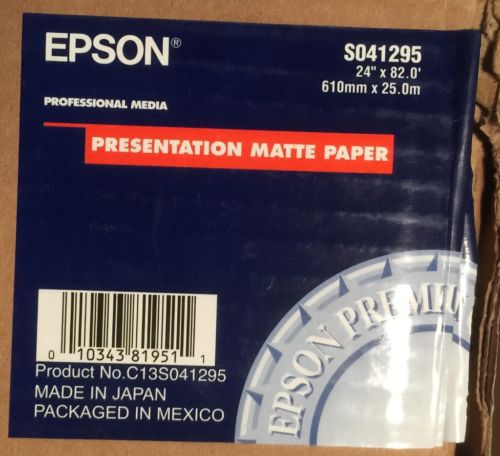 EPSON®
S041295
24" x 82.0'
610mm x 25.0m
PROFESSIONAL MEDIA
PRESENTATION MATTE PAPER
EPSON
0 10343 81951 1
Product No.C13S041295
MADE IN JAPAN
PACKAGED IN MEXICO